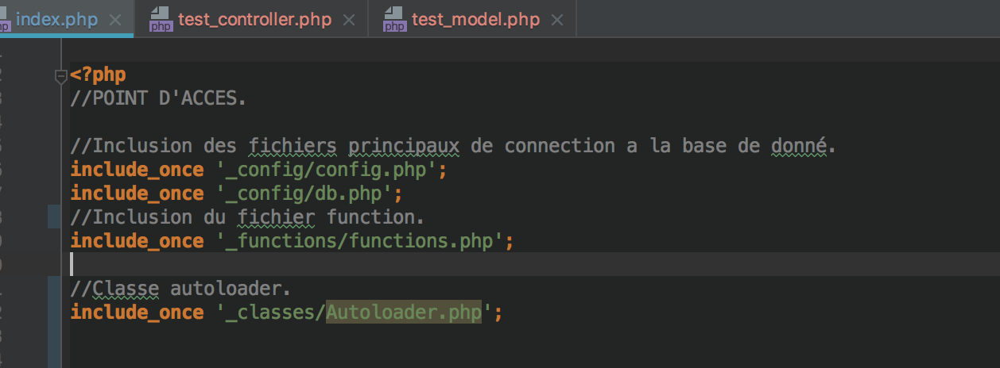 index.php
test_controller.php
test_model.php
<?php
//POINT D'ACCES.
//Inclusion des fichiers principaux de connection a la base de donné.
include_once '_config/config.php';
include_once '_config/db.php';
//Inclusion du fichier function.
include_once '_functions/functions.php';
//Classe autoloader.
include_once '_classes/Autoloader.php';